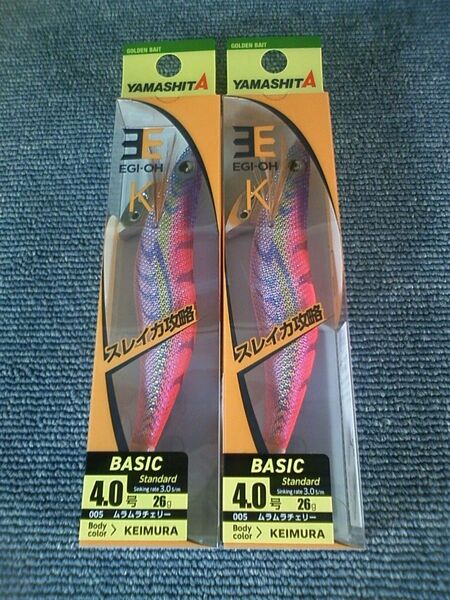 GOLDEN BAIT
YAMASHITA
EGI-OH
K
スレイカ攻略
BASIC
Standard
Sinking rate 3.0 s/m
4.0号
26g
005 ムラムラチェリー
Body color > KEIMURA
GOLDEN BAIT
YAMASHITA
EGI-OH
K
スレイカ攻略
BASIC
Standard
Sinking rate 3.0 s/m
4.0号
26g
005 ムラムラチェリー
Body color > KEIMURA